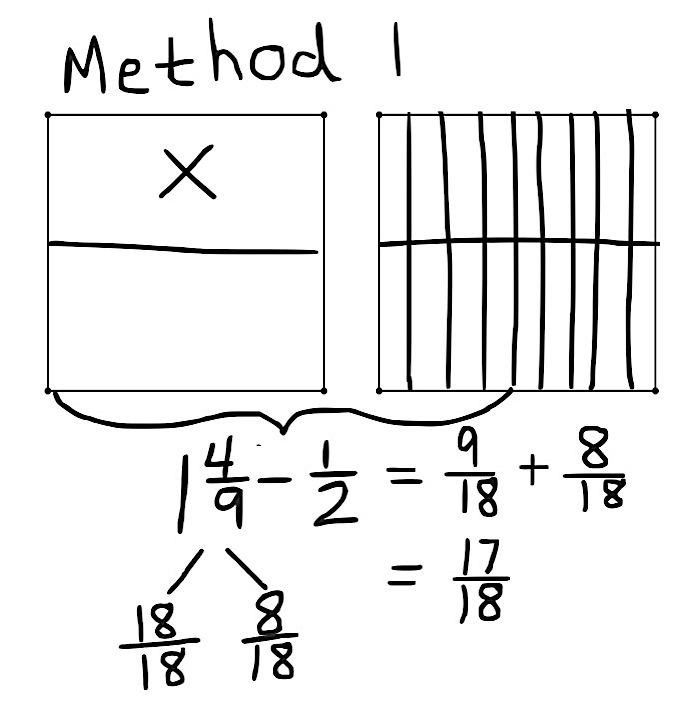 Method 1
X
1 4/9 - 1/2 = 9/18 + 8/18
= 17/18
18/18 8/18